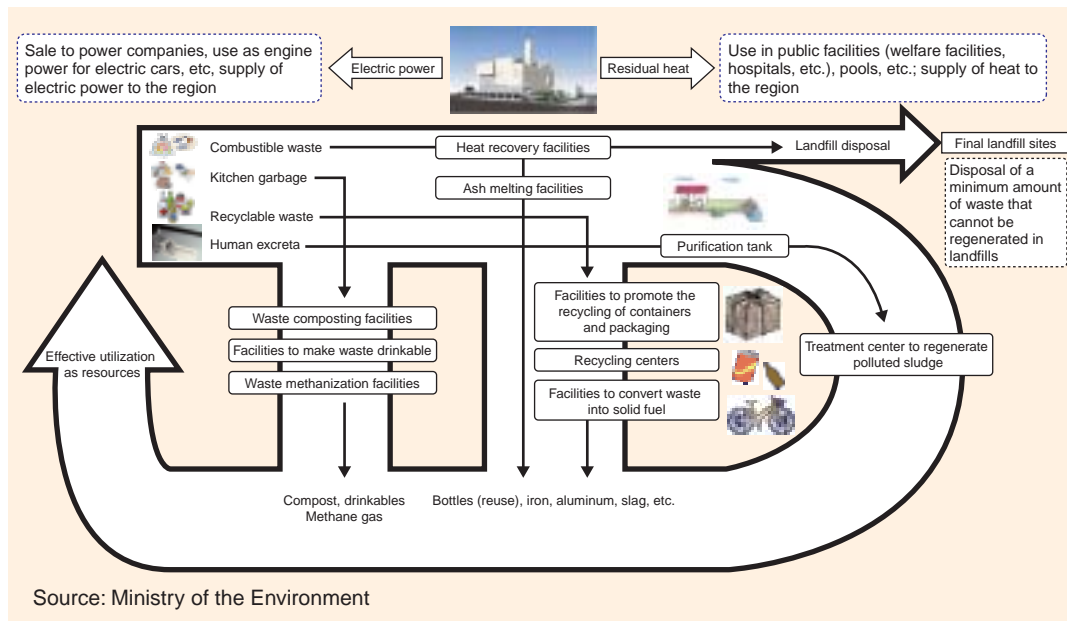 Sale to power companies, use as engine
power for electric cars, etc, supply of
electric power to the region
Electric power
Residual heat
Use in public facilities (welfare facilities,
hospitals, etc.), pools, etc.; supply of heat to
the region
Combustible waste
Heat recovery facilities
Landfill disposal
Final landfill sites
Kitchen garbage
Ash melting facilities
Disposal of a
minimum amount
of waste that
cannot be
regenerated in
landfills
Recyclable waste
Human excreta
Purification tank
Waste composting facilities
Facilities to make waste drinkable
Waste methanization facilities
Facilities to promote the
recycling of containers
and packaging
Recycling centers
Facilities to convert waste
into solid fuel
Treatment center to regenerate
polluted sludge
Effective utilization
as resources
Compost, drinkables
Methane gas
Bottles (reuse), iron, aluminum, slag, etc.
Source: Ministry of the Environment